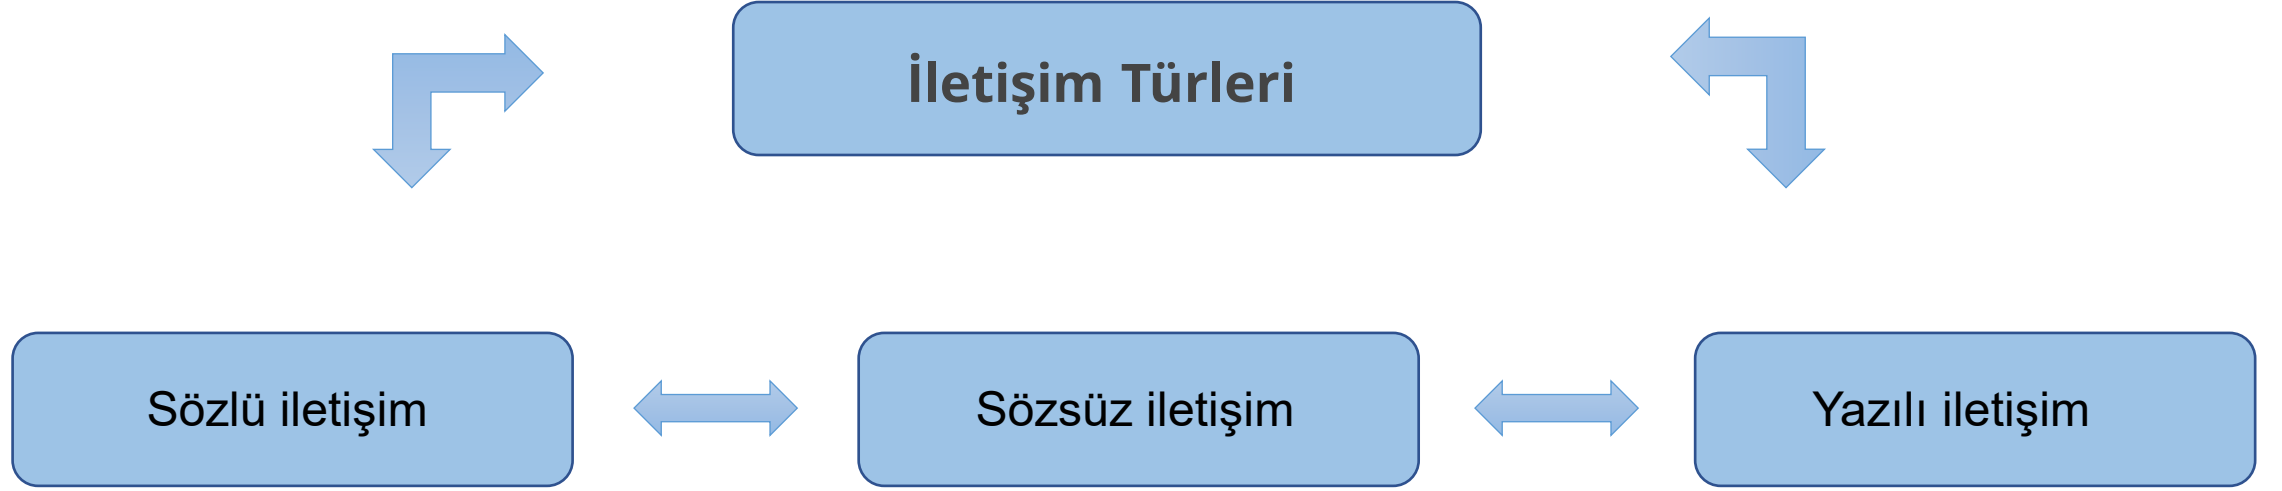 İletişim Türleri
Sözlü iletişim
Sözsüz iletişim
Yazılı iletişim